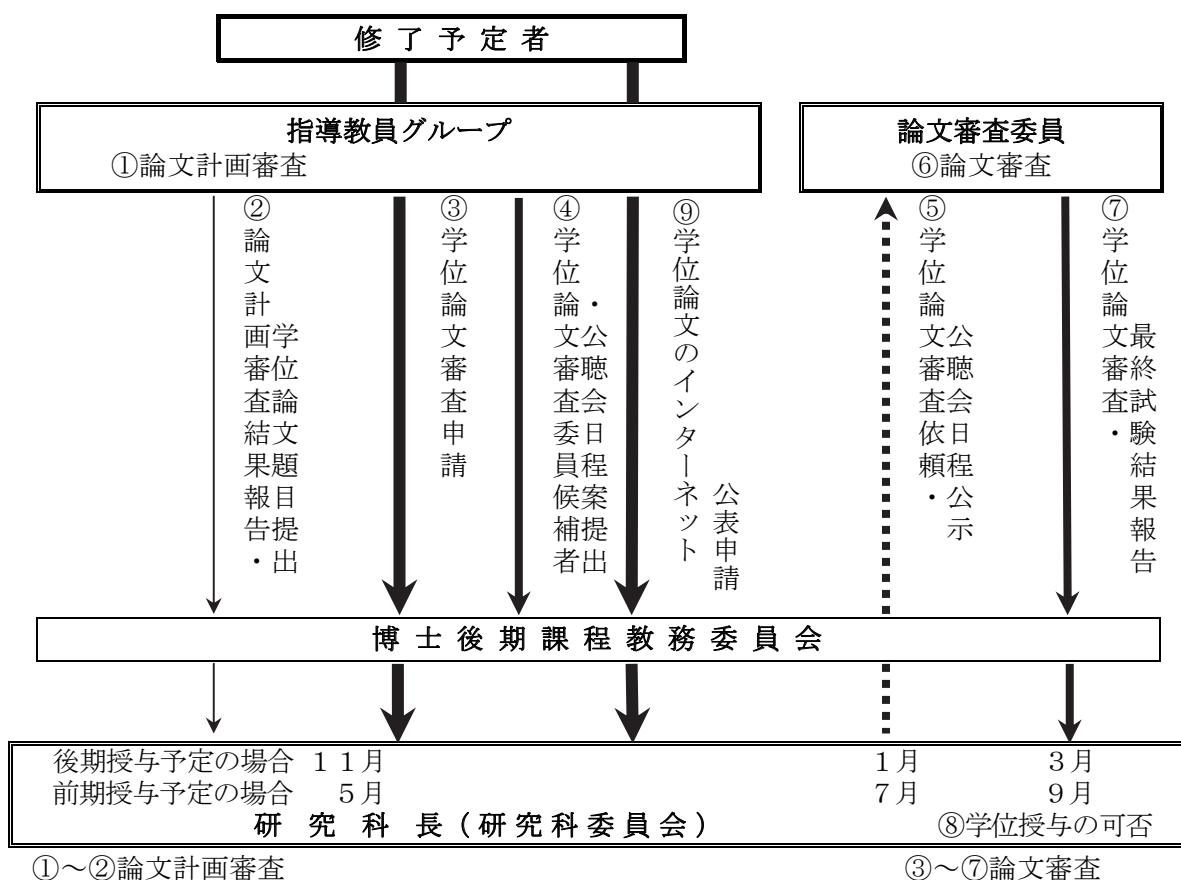 修了予定者
指導教員グループ
①論文計画審査
論文審査委員
⑥論文審査
②論文計画審査結果報告・
学位論文題目提出
③学位論文審査申請
④学位論文審査委員候補者
・公聴会日程案提出
⑨学位論文のインターネット
公表申請
⑤学位論文審査依頼・
公聴会日程公示
⑦学位論文審査・
最終試験結果報告
博士後期課程教務委員会
後期授与予定の場合 11月 1月 3月
前期授与予定の場合 5月 7月 9月
研究科長(研究科委員会) ⑧学位授与の可否
①～②論文計画審査 ③～⑦論文審査